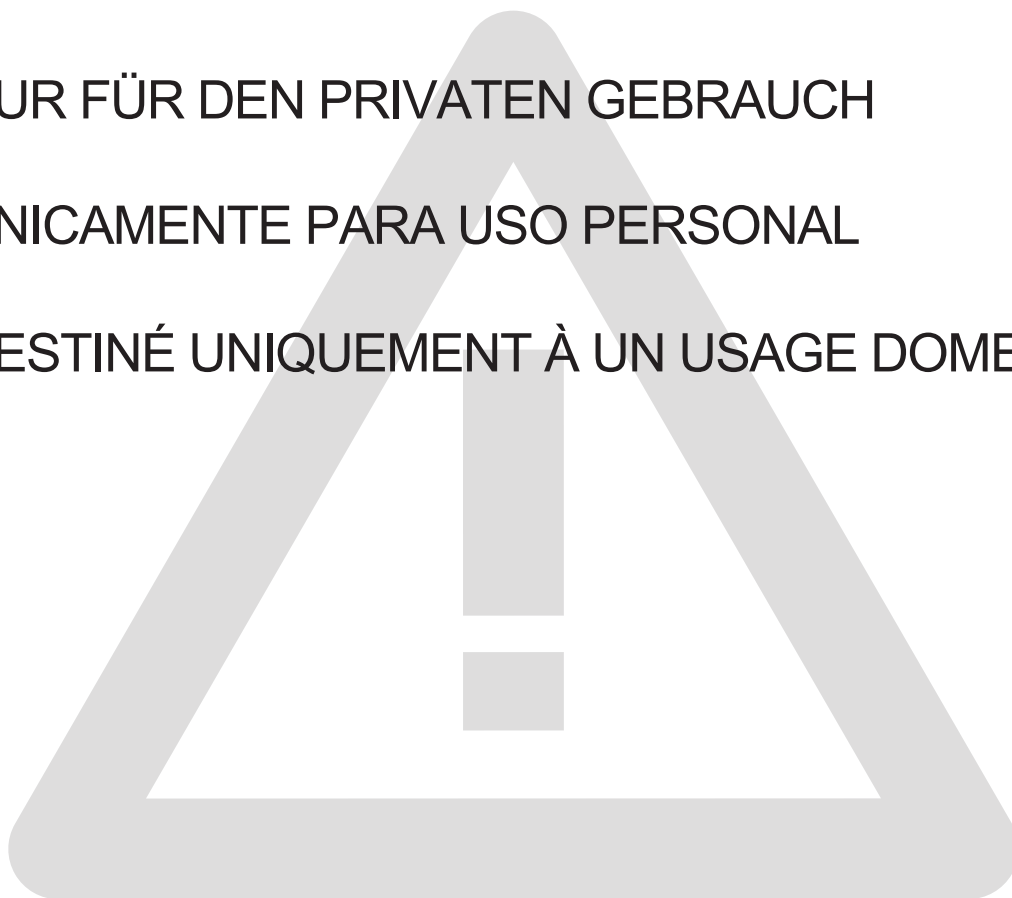 UR FÜR DEN PRIVATEN GEBRAUCH
NICAMENTE PARA USO PERSONAL
ESTINÉ UNIQUEMENT À UN USAGE DOME